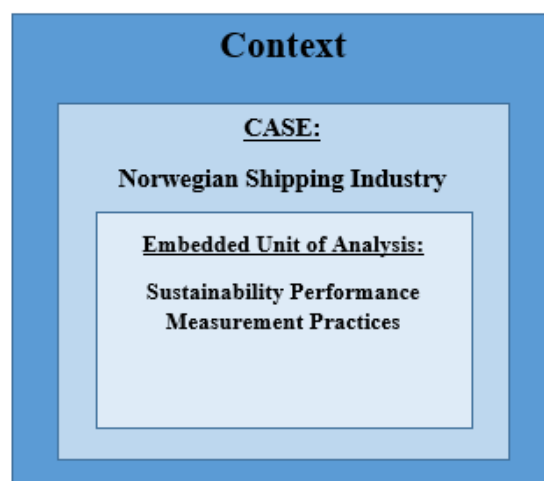 Context
CASE:
Norwegian Shipping Industry
Embedded Unit of Analysis:
Sustainability Performance
Measurement Practices